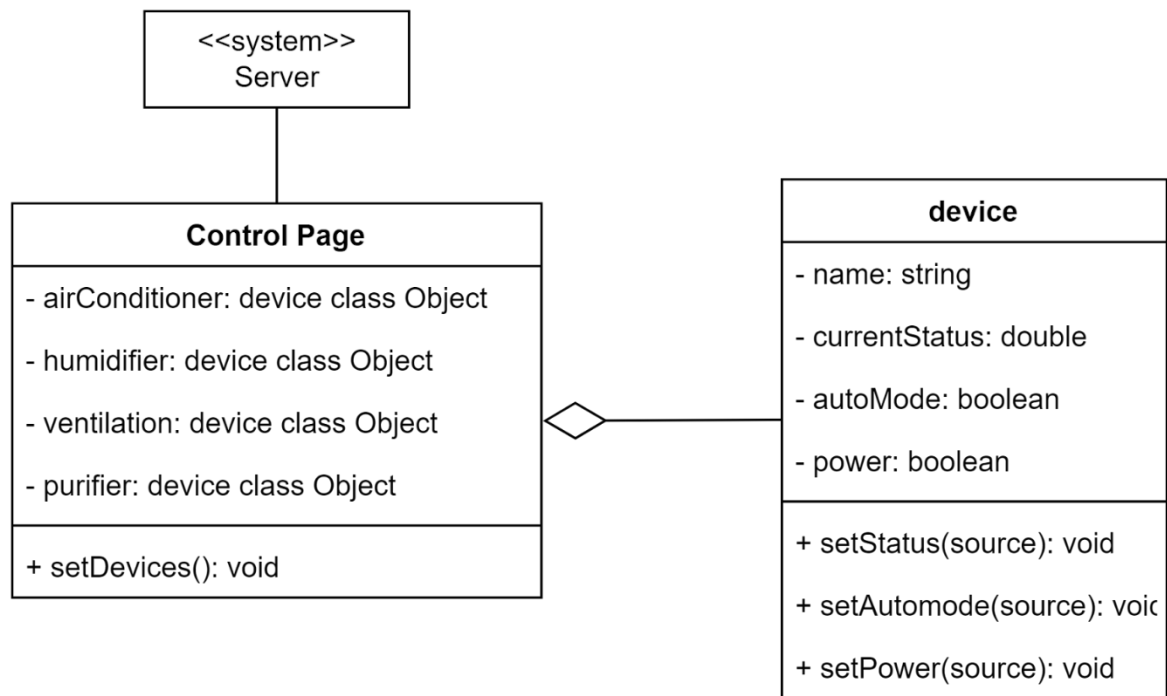 <<system>>
Server
Control Page
- airConditioner: device class Object
- humidifier: device class Object
- ventilation: device class Object
- purifier: device class Object
+ setDevices(): void
device
- name: string
- currentStatus: double
- autoMode: boolean
- power: boolean
+ setStatus(source): void
+ setAutomode(source): voic
+ setPower(source): void